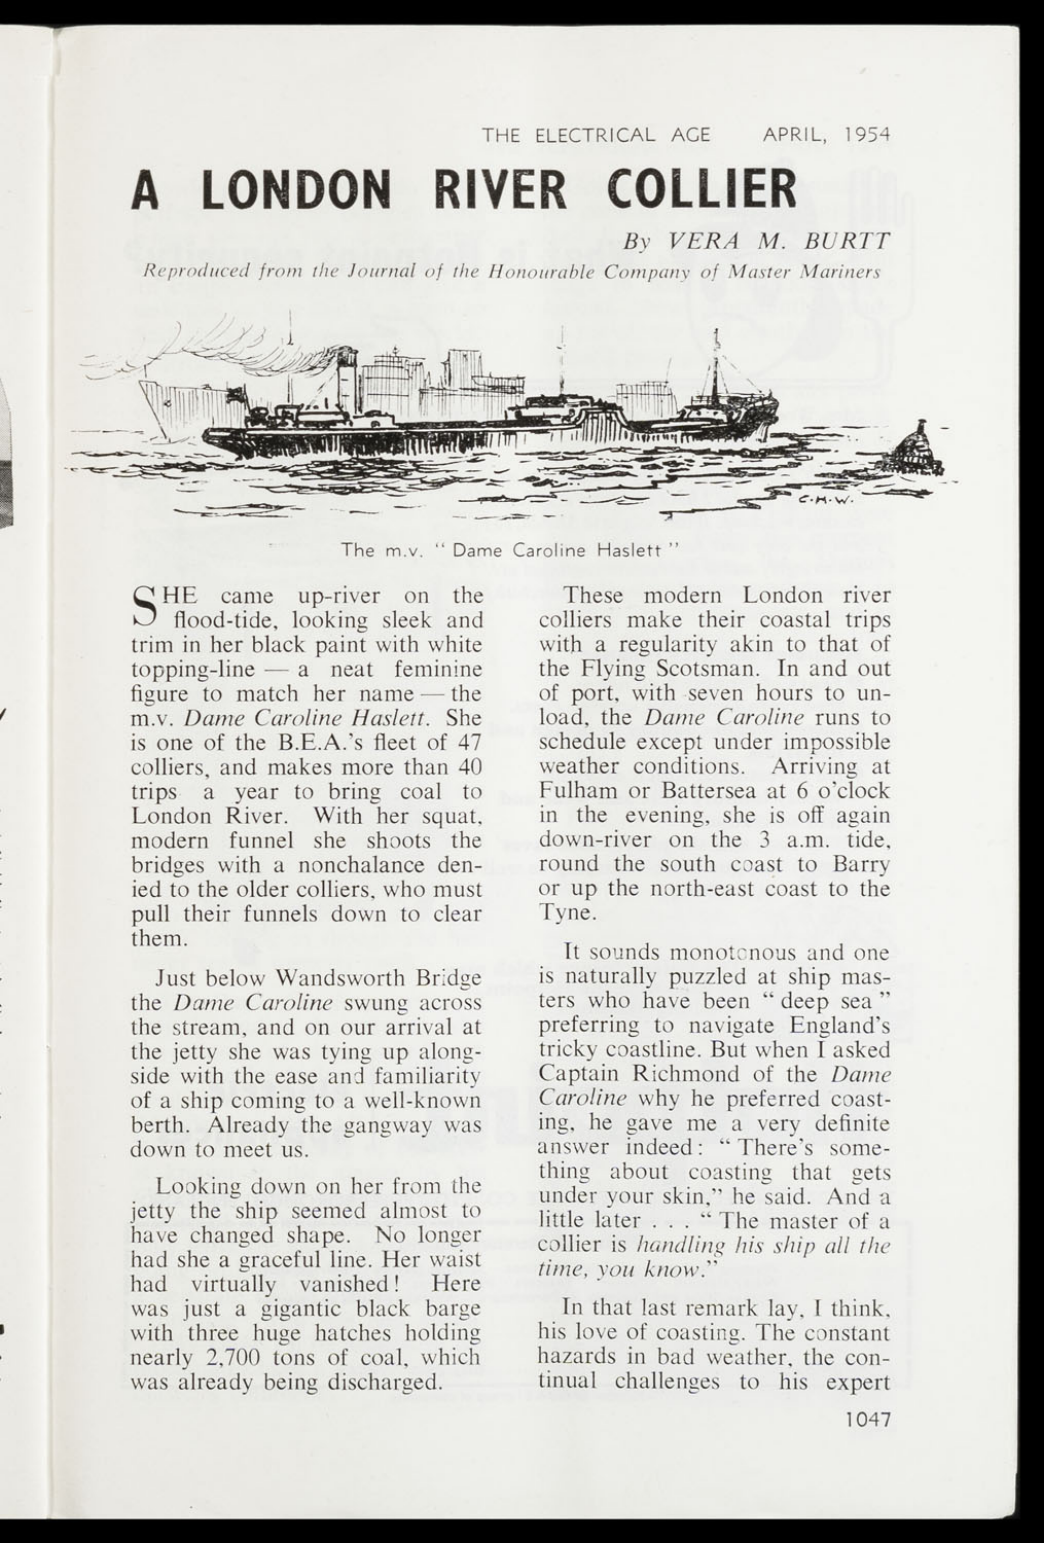 THE ELECTRICAL AGE APRIL, 1954
A LONDON RIVER COLLIER
By VERA M. BURTT
Reproduced from the Journal of the Honourable Company of Master Mariners
C.H.W.
The m.v. “ Dame Caroline Haslett ”
SHE came up-river on the
flood-tide, looking sleek and
trim in her black paint with white
topping-line — a neat feminine
figure to match her name — the
m.v. Dame Caroline Haslett. She
is one of the B.E.A.'s fleet of 47
colliers, and makes more than 40
trips a year to bring coal to
London River. With her squat,
modern funnel she shoots the
bridges with a nonchalance den-
ied to the older colliers, who must
pull their funnels down to clear
them.
Just below Wandsworth Bridge
the Dame Caroline swung across
the stream, and on our arrival at
the jetty she was tying up along-
side with the ease and familiarity
of a ship coming to a well-known
berth. Already the gangway was
down to meet us.
Looking down on her from the
jetty the ship seemed almost to
have changed shape. No longer
had she a graceful line. Her waist
had virtually vanished! Here
was just a gigantic black barge
with three huge hatches holding
nearly 2,700 tons of coal, which
was already being discharged.
These modern London river
colliers make their coastal trips
with a regularity akin to that of
the Flying Scotsman. In and out
of port, with seven hours to un-
load, the Dame Caroline runs to
schedule except under impossible
weather conditions. Arriving at
Fulham or Battersea at 6 o'clock
in the evening, she is off again
down-river on the 3 a.m. tide,
round the south coast to Barry
or up the north-east coast to the
Tyne.
It sounds monotonous and one
is naturally puzzled at ship mas-
ters who have been “ deep sea ”
preferring to navigate England's
tricky coastline. But when I asked
Captain Richmond of the Dame
Caroline why he preferred coast-
ing, he gave me a very definite
answer indeed: “ There's some-
thing about coasting that gets
under your skin,” he said. And a
little later . . . “ The master of a
collier is handling his ship all the
time, you know.”
In that last remark lay, I think,
his love of coasting. The constant
hazards in bad weather, the con-
tinual challenges to his expert
1047